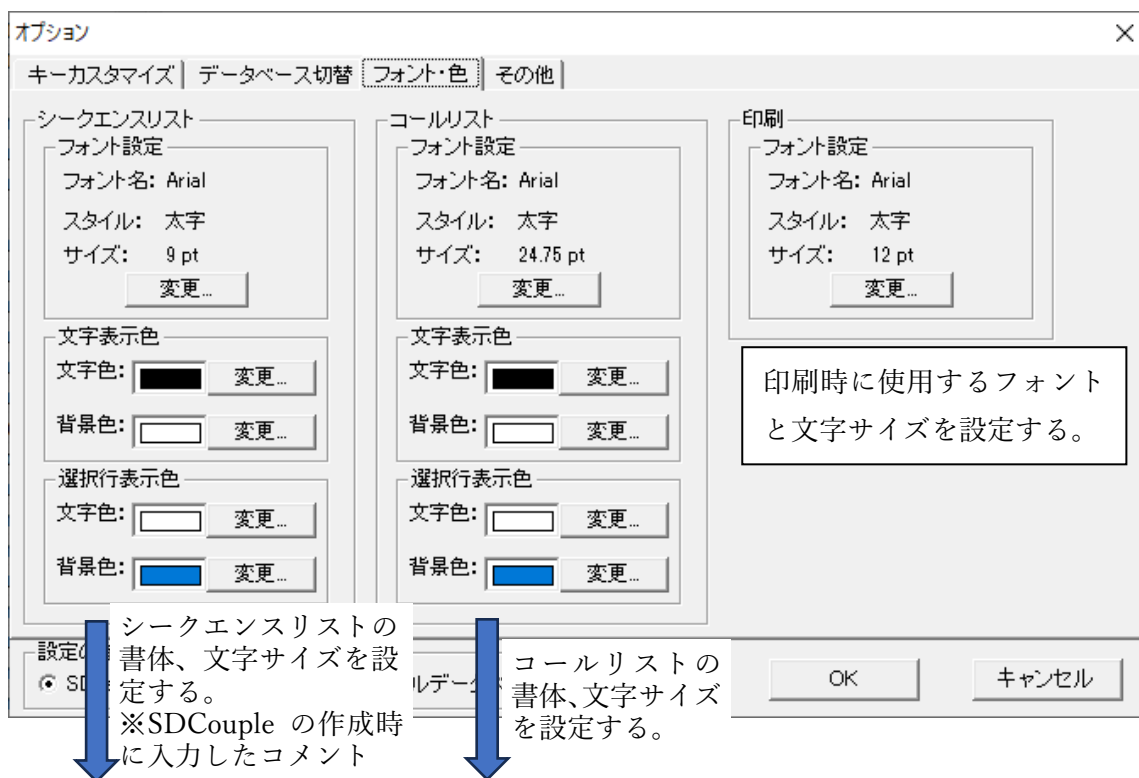 オプション
キーカスタマイズ データベース切替 フォント・色 その他
シークエンスリスト
フォント設定
フォント名: Arial
スタイル: 太字
サイズ: 9 pt
変更...
文字表示色
文字色: 変更...
背景色: 変更...
選択行表示色
文字色: 変更...
背景色: 変更...
コールリスト
フォント設定
フォント名: Arial
スタイル: 太字
サイズ: 24.75 pt
変更...
文字表示色
文字色: 変更...
背景色: 変更...
選択行表示色
文字色: 変更...
背景色: 変更...
印刷
フォント設定
フォント名: Arial
スタイル: 太字
サイズ: 12 pt
変更...
印刷時に使用するフォント
と文字サイズを設定する。
設定の
シークエンスリストの
書体、文字サイズを設
定する。
※SDCouple の作成時
に入力したコメント
コールリストの
書体、文字サイズ
を設定する。
OK キャンセル